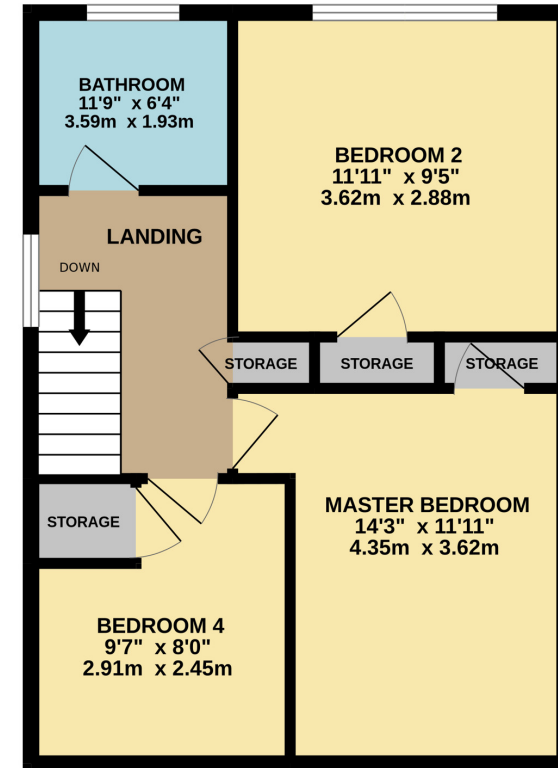 BATHROOM
11'9" x 6'4"
3.59m x 1.93m
BEDROOM 2
11'11" x 9'5"
3.62m x 2.88m
LANDING
DOWN
STORAGE
STORAGE
STORAGE
MASTER BEDROOM
14'3" x 11'11"
4.35m x 3.62m
STORAGE
BEDROOM 4
9'7" x 8'0"
2.91m x 2.45m